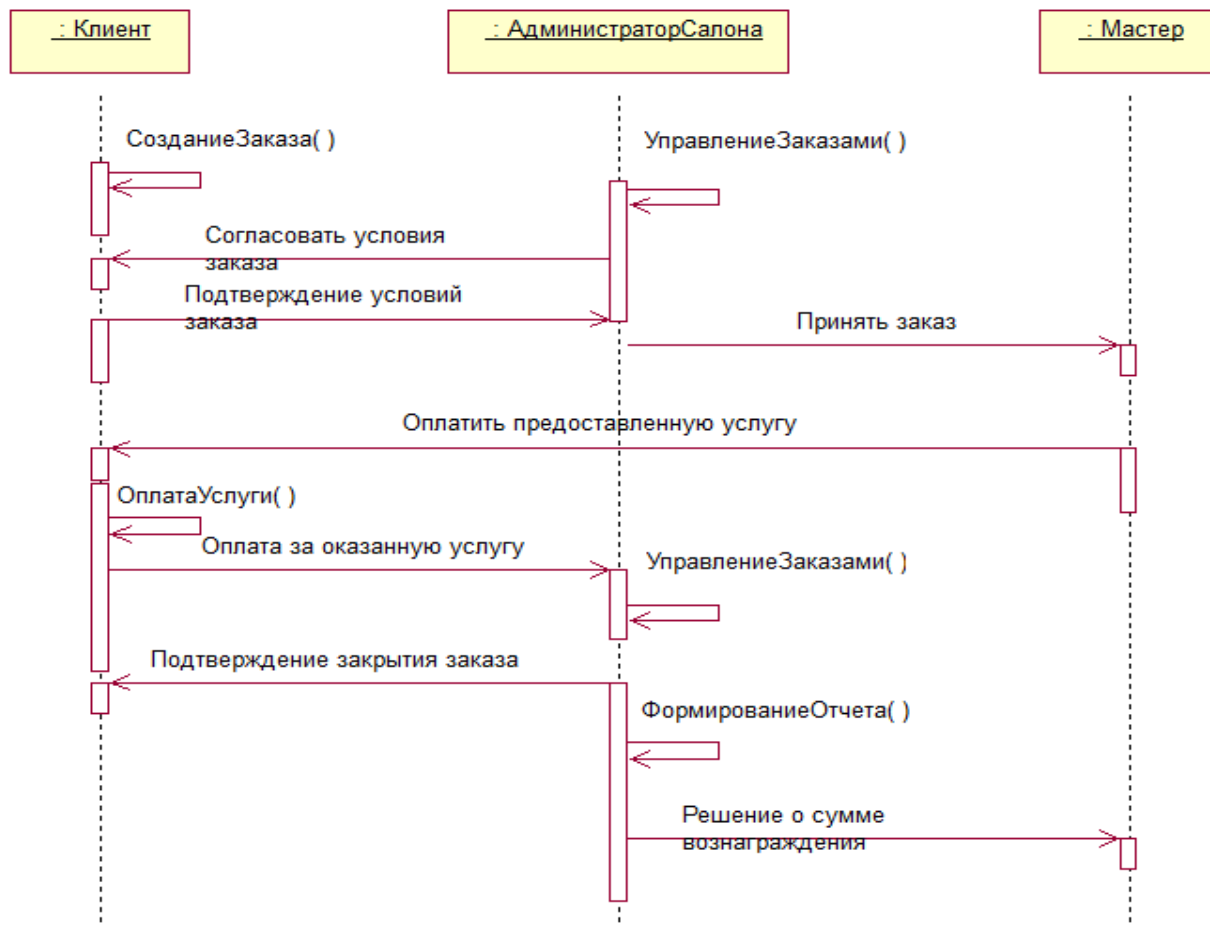 _: Клиент
_: АдминистраторСалона
_: Мастер
СозданиеЗаказа( )
УправлениеЗаказами( )
Согласовать условия
заказа
Подтверждение условий
заказа
Принять заказ
Оплатить предоставленную услугу
ОплатаУслуги( )
Оплата за оказанную услугу
УправлениеЗаказами( )
Подтверждение закрытия заказа
ФормированиеОтчета( )
Решение о сумме
вознаграждения